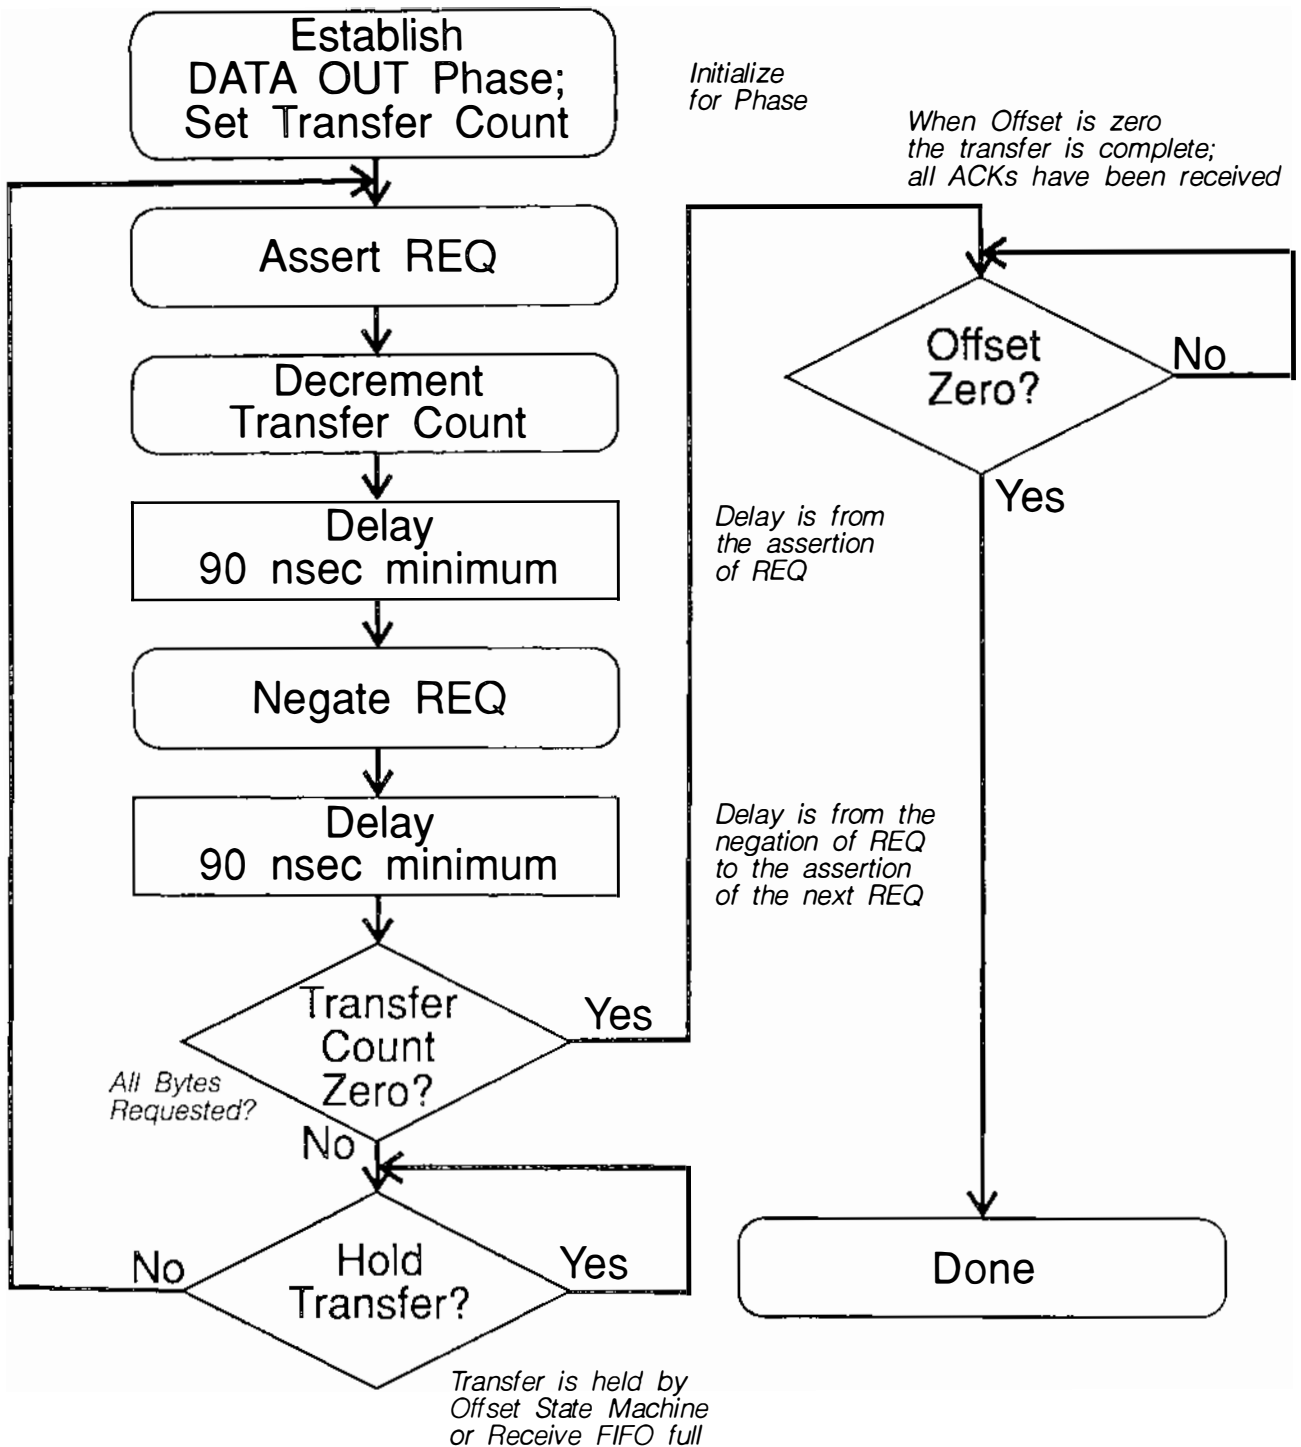 Establish
DATA OUT Phase;
Set Transfer Count
Initialize
for Phase
When Offset is zero
the transfer is complete;
all ACKs have been received
Assert REQ
Offset
Zero?
No
Yes
Decrement
Transfer Count
Delay
90 nsec minimum
Delay is from
the assertion
of REQ
Negate REQ
Delay
90 nsec minimum
Delay is from the
negation of REQ
to the assertion
of the next REQ
Transfer
Count
Zero?
Yes
All Bytes
Requested?
No
Hold
Transfer?
No
Yes
Done
Transfer is held by
Offset State Machine
or Receive FIFO full